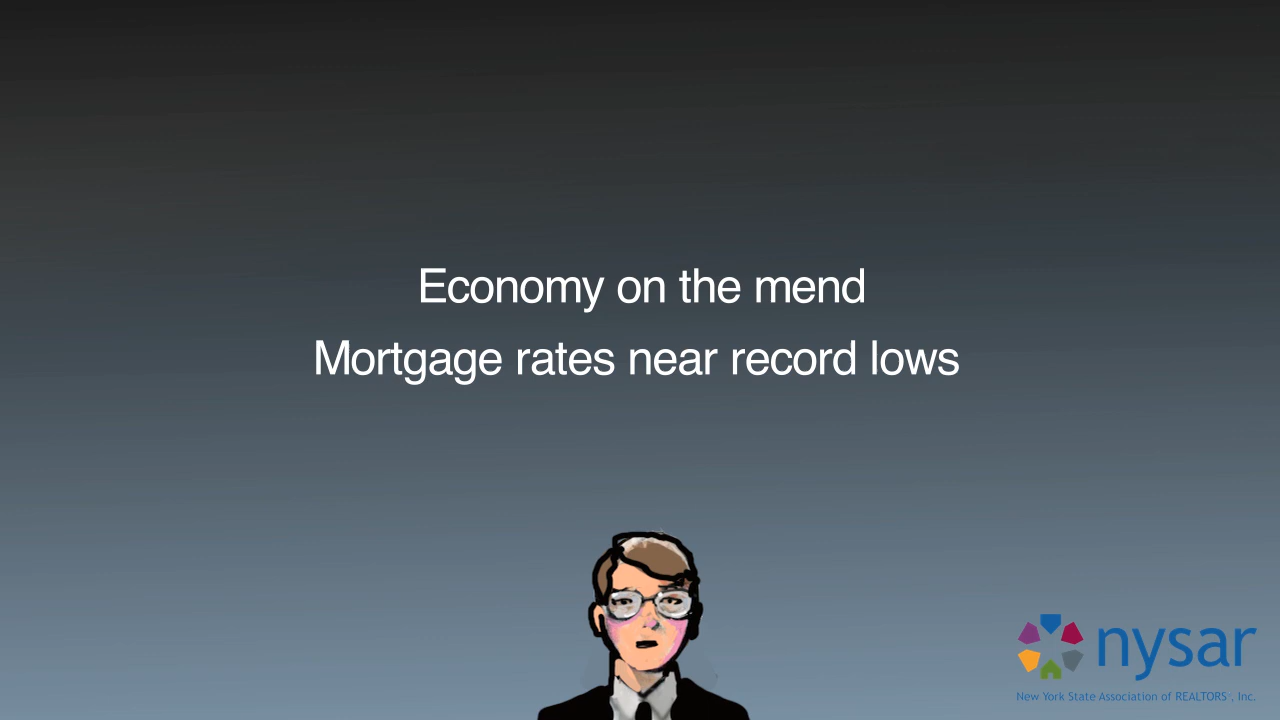 Economy on the mend
Mortgage rates near record lows
nysar
New York State Association of REALTORS , Inc.